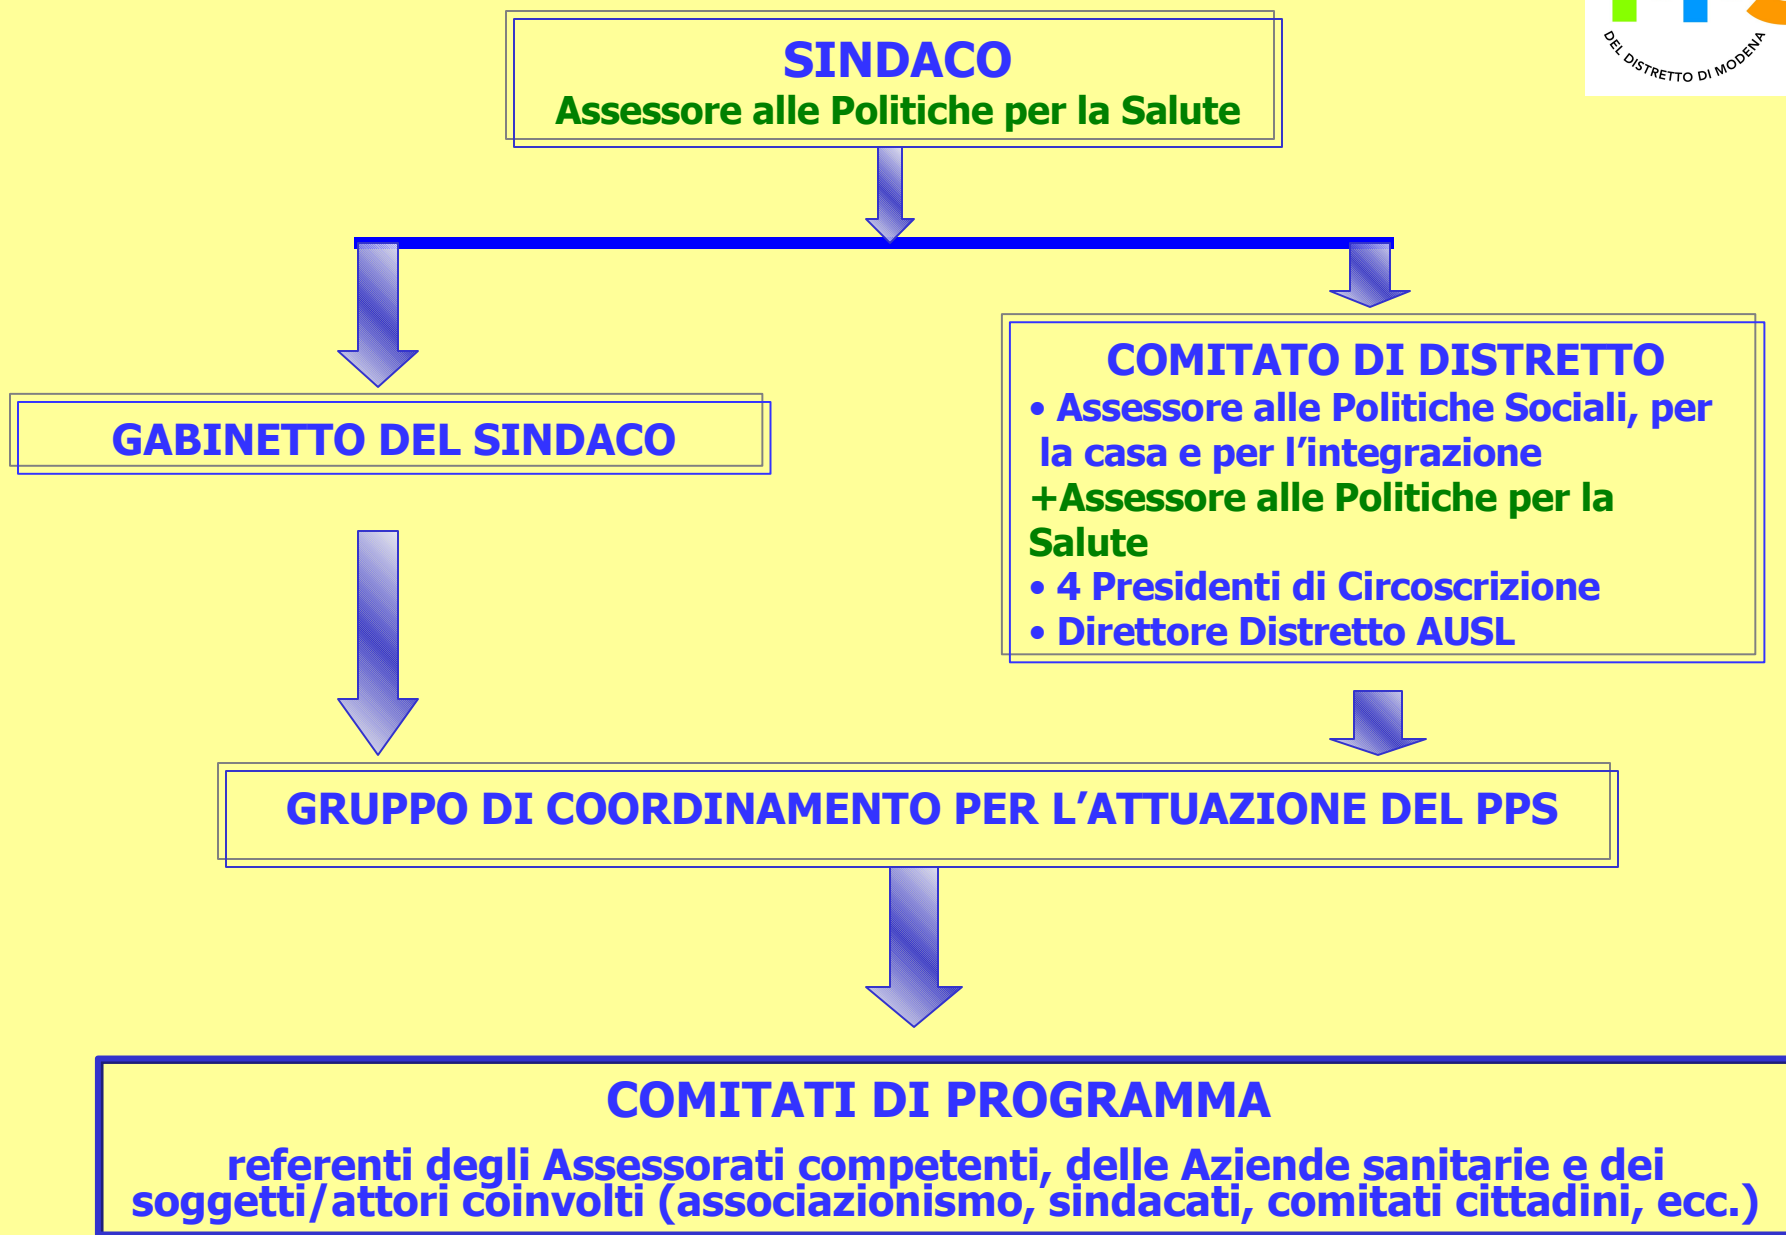 DEL DISTRETTO DI MODENA
SINDACO
Assessore alle Politiche per la Salute
GABINETTO DEL SINDACO
COMITATO DI DISTRETTO
• Assessore alle Politiche Sociali, per
la casa e per l’integrazione
+Assessore alle Politiche per la
Salute
• 4 Presidenti di Circoscrizione
• Direttore Distretto AUSL
GRUPPO DI COORDINAMENTO PER L’ATTUAZIONE DEL PPS
COMITATI DI PROGRAMMA
referenti degli Assessorati competenti, delle Aziende sanitarie e dei
soggetti/attori coinvolti (associazionismo, sindacati, comitati cittadini, ecc.)